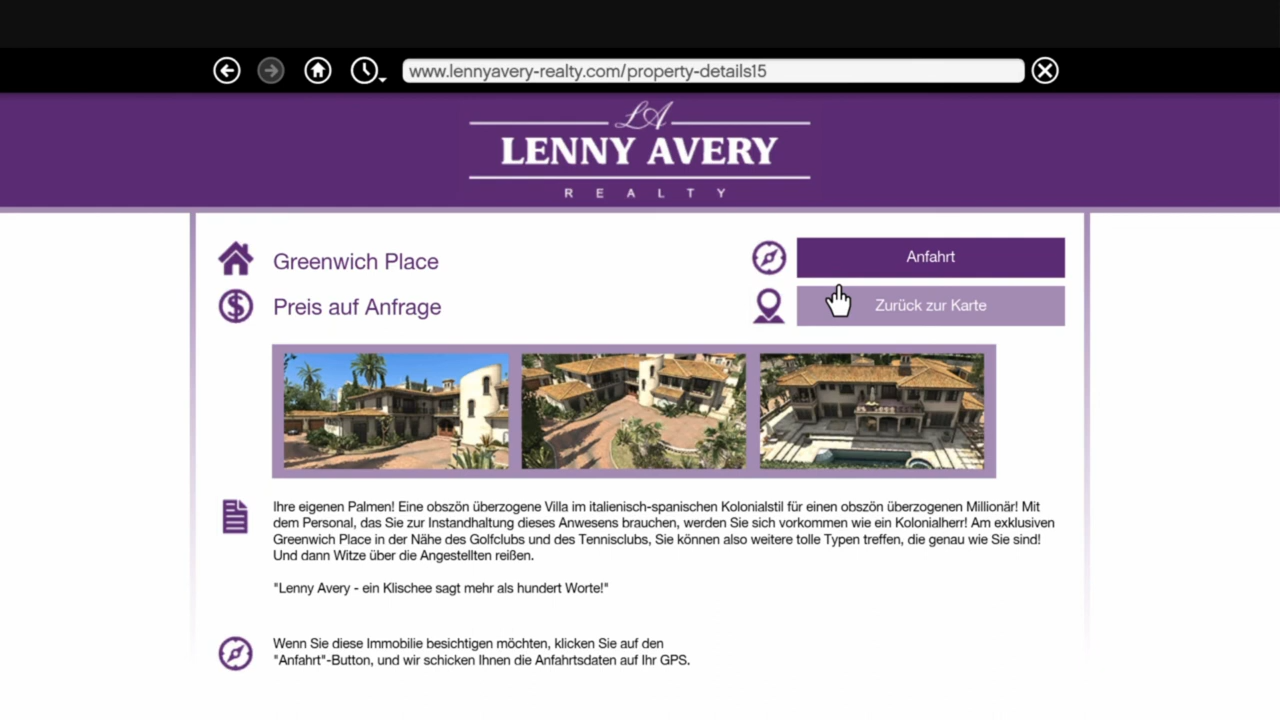 www.lennyavery-realty.com/property-details15
LA
LENNY AVERY
REALTY
Greenwich Place
Anfahrt
Preis auf Anfrage
Zurück zur Karte
Ihre eigenen Palmen! Eine obszön überzogene Villa im italienisch-spanischen Kolonialstil für einen obszön überzogenen Millionär! Mit
dem Personal, das Sie zur Instandhaltung dieses Anwesens brauchen, werden Sie sich vorkommen wie ein Kolonialherr! Am exklusiven
Greenwich Place in der Nähe des Golfclubs und des Tennisclubs, Sie können also weitere tolle Typen treffen, die genau wie Sie sind!
Und dann Witze über die Angestellten reißen.
"Lenny Avery - ein Klischee sagt mehr als hundert Worte!"
Wenn Sie diese Immobilie besichtigen möchten, klicken Sie auf den
"Anfahrt"-Button, und wir schicken Ihnen die Anfahrtsdaten auf Ihr GPS.